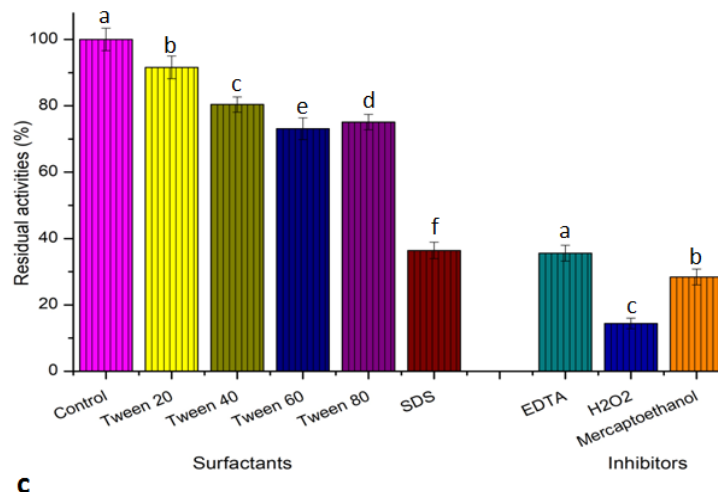 Residual activities (%)
100
80
60
40
20
0
a
b
c
e
d
f
a
c
b
Control
Tween 20
Tween 40
Tween 60
Tween 80
SDS
EDTA
H2O2
Mercaptoethanol
Surfactants
Inhibitors
c